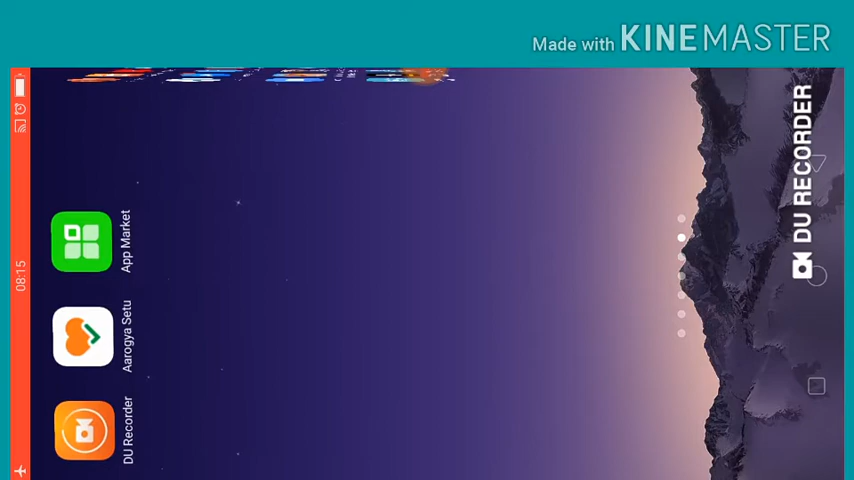 Made with KINEMASTER
08:15
App Market
Aarogya Setu
DU Recorder
DU RECORDER